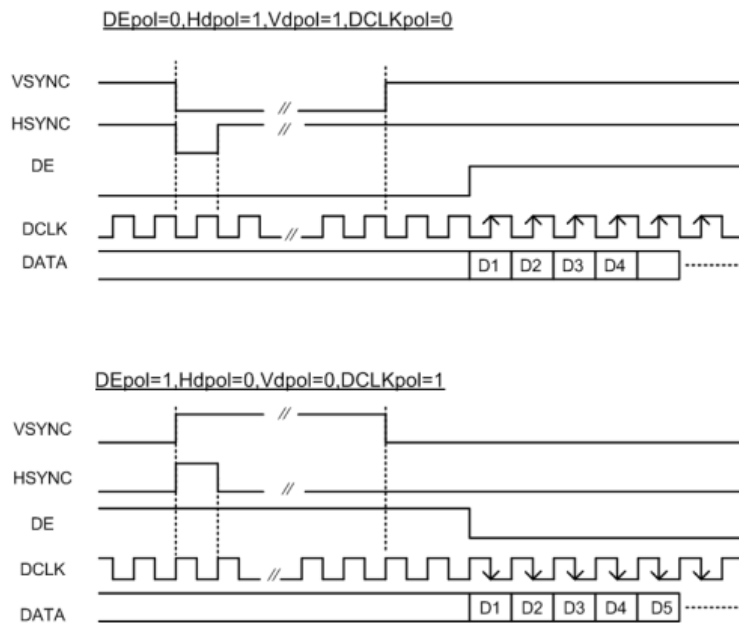 DEpol=0,Hdpol=1,Vdpol=1,DCLKpol=0
VSYNC
HSYNC
DE
DCLK
DATA
D1 D2 D3 D4
DEpol=1,Hdpol=0,Vdpol=0,DCLKpol=1
VSYNC
HSYNC
DE
DCLK
DATA
D1 D2 D3 D4 D5